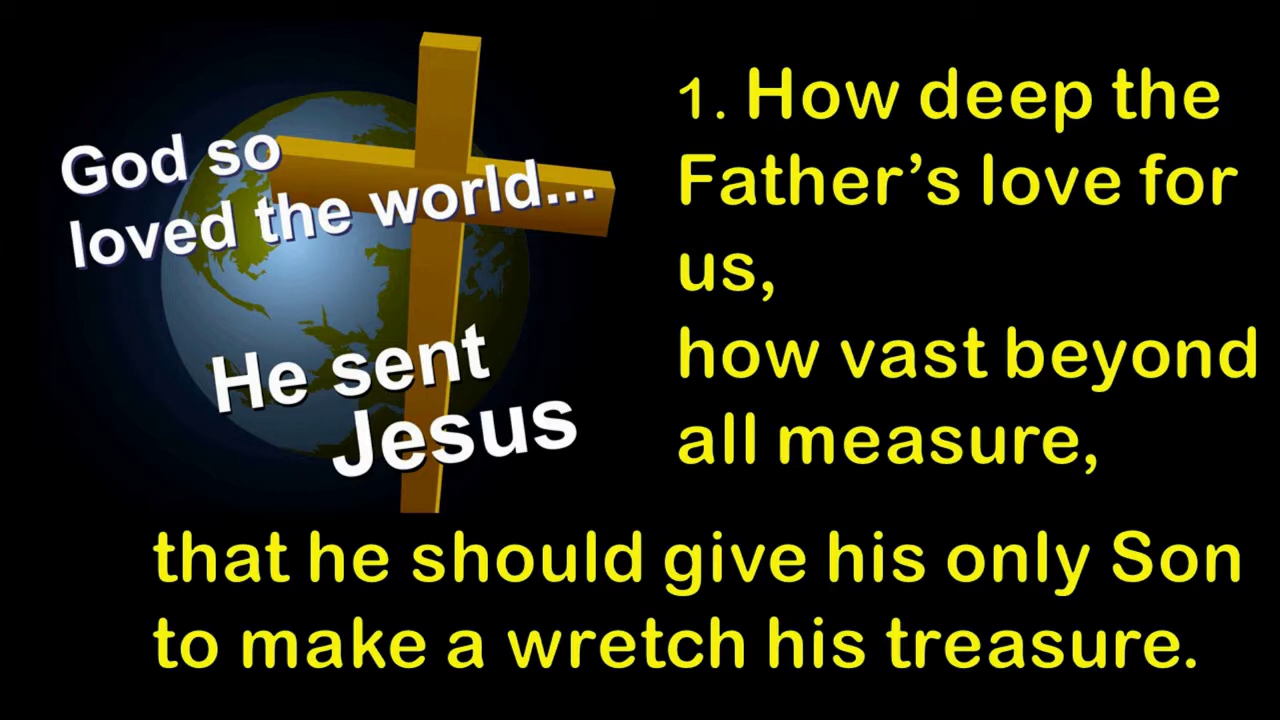 God so
loved the world...
He sent
Jesus
1. How deep the
Father’s love for
us,
how vast beyond
all measure,
that he should give his only Son
to make a wretch his treasure.